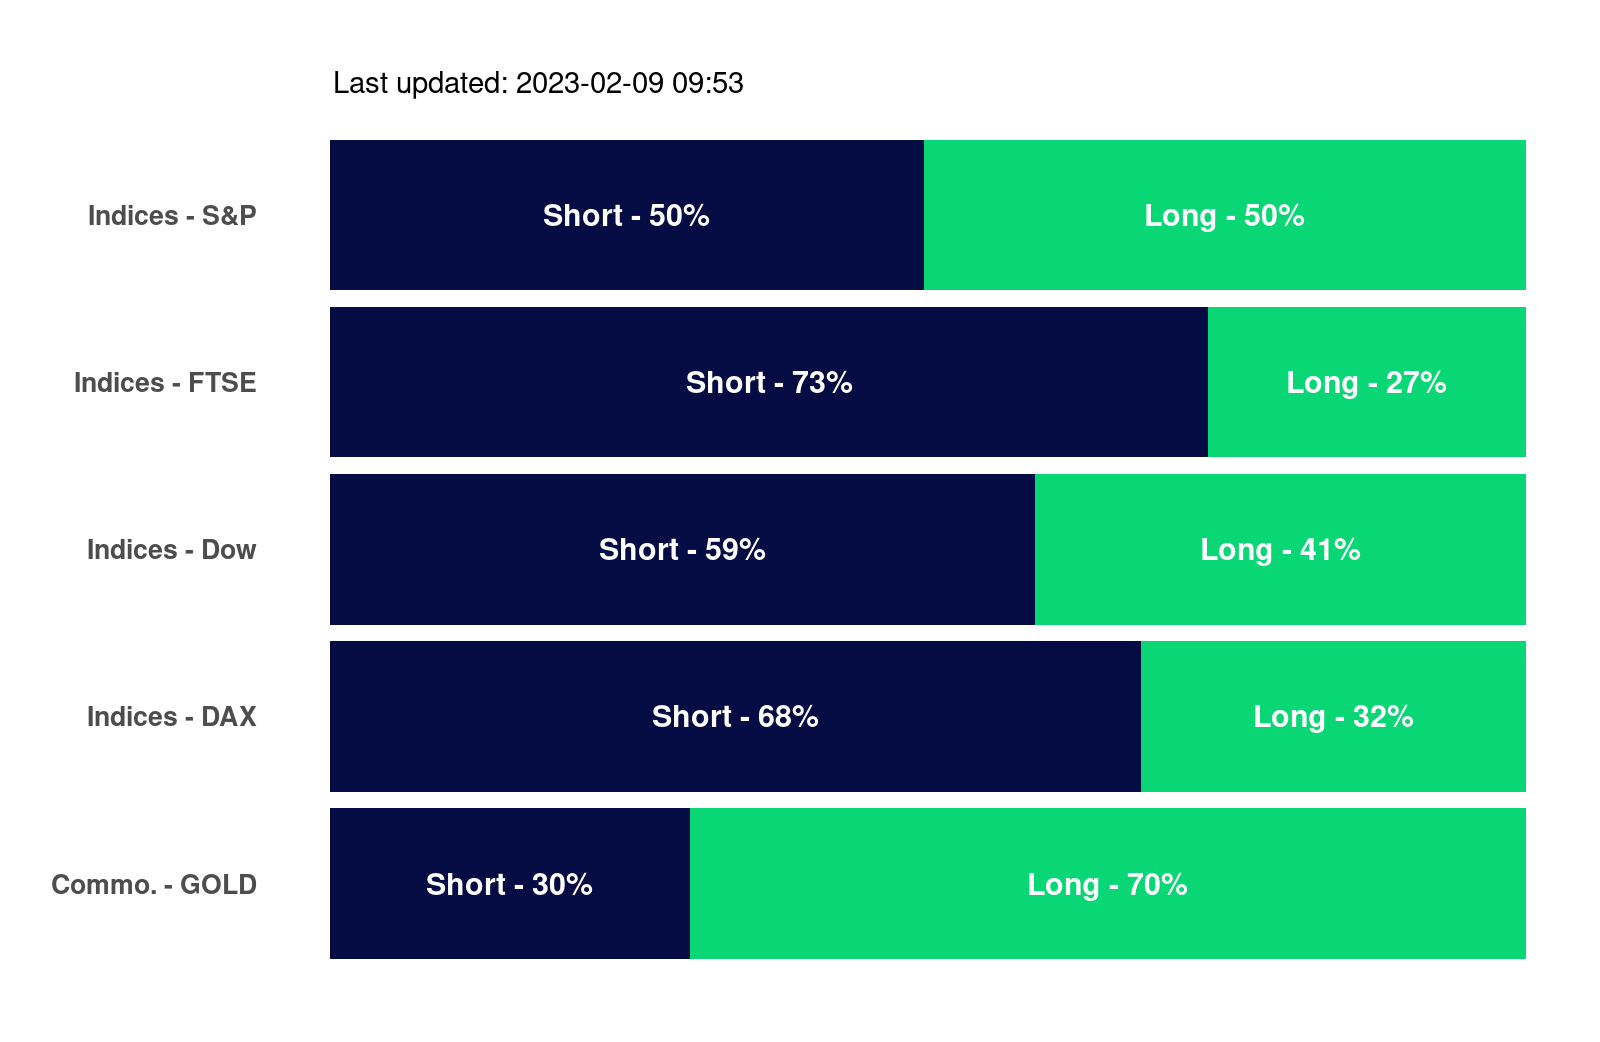 Last updated: 2023-02-09 09:53
Indices - S&P Short - 50% Long - 50%
Indices - FTSE Short - 73% Long - 27%
Indices - Dow Short - 59% Long - 41%
Indices - DAX Short - 68% Long - 32%
Commo. - GOLD Short - 30% Long - 70%